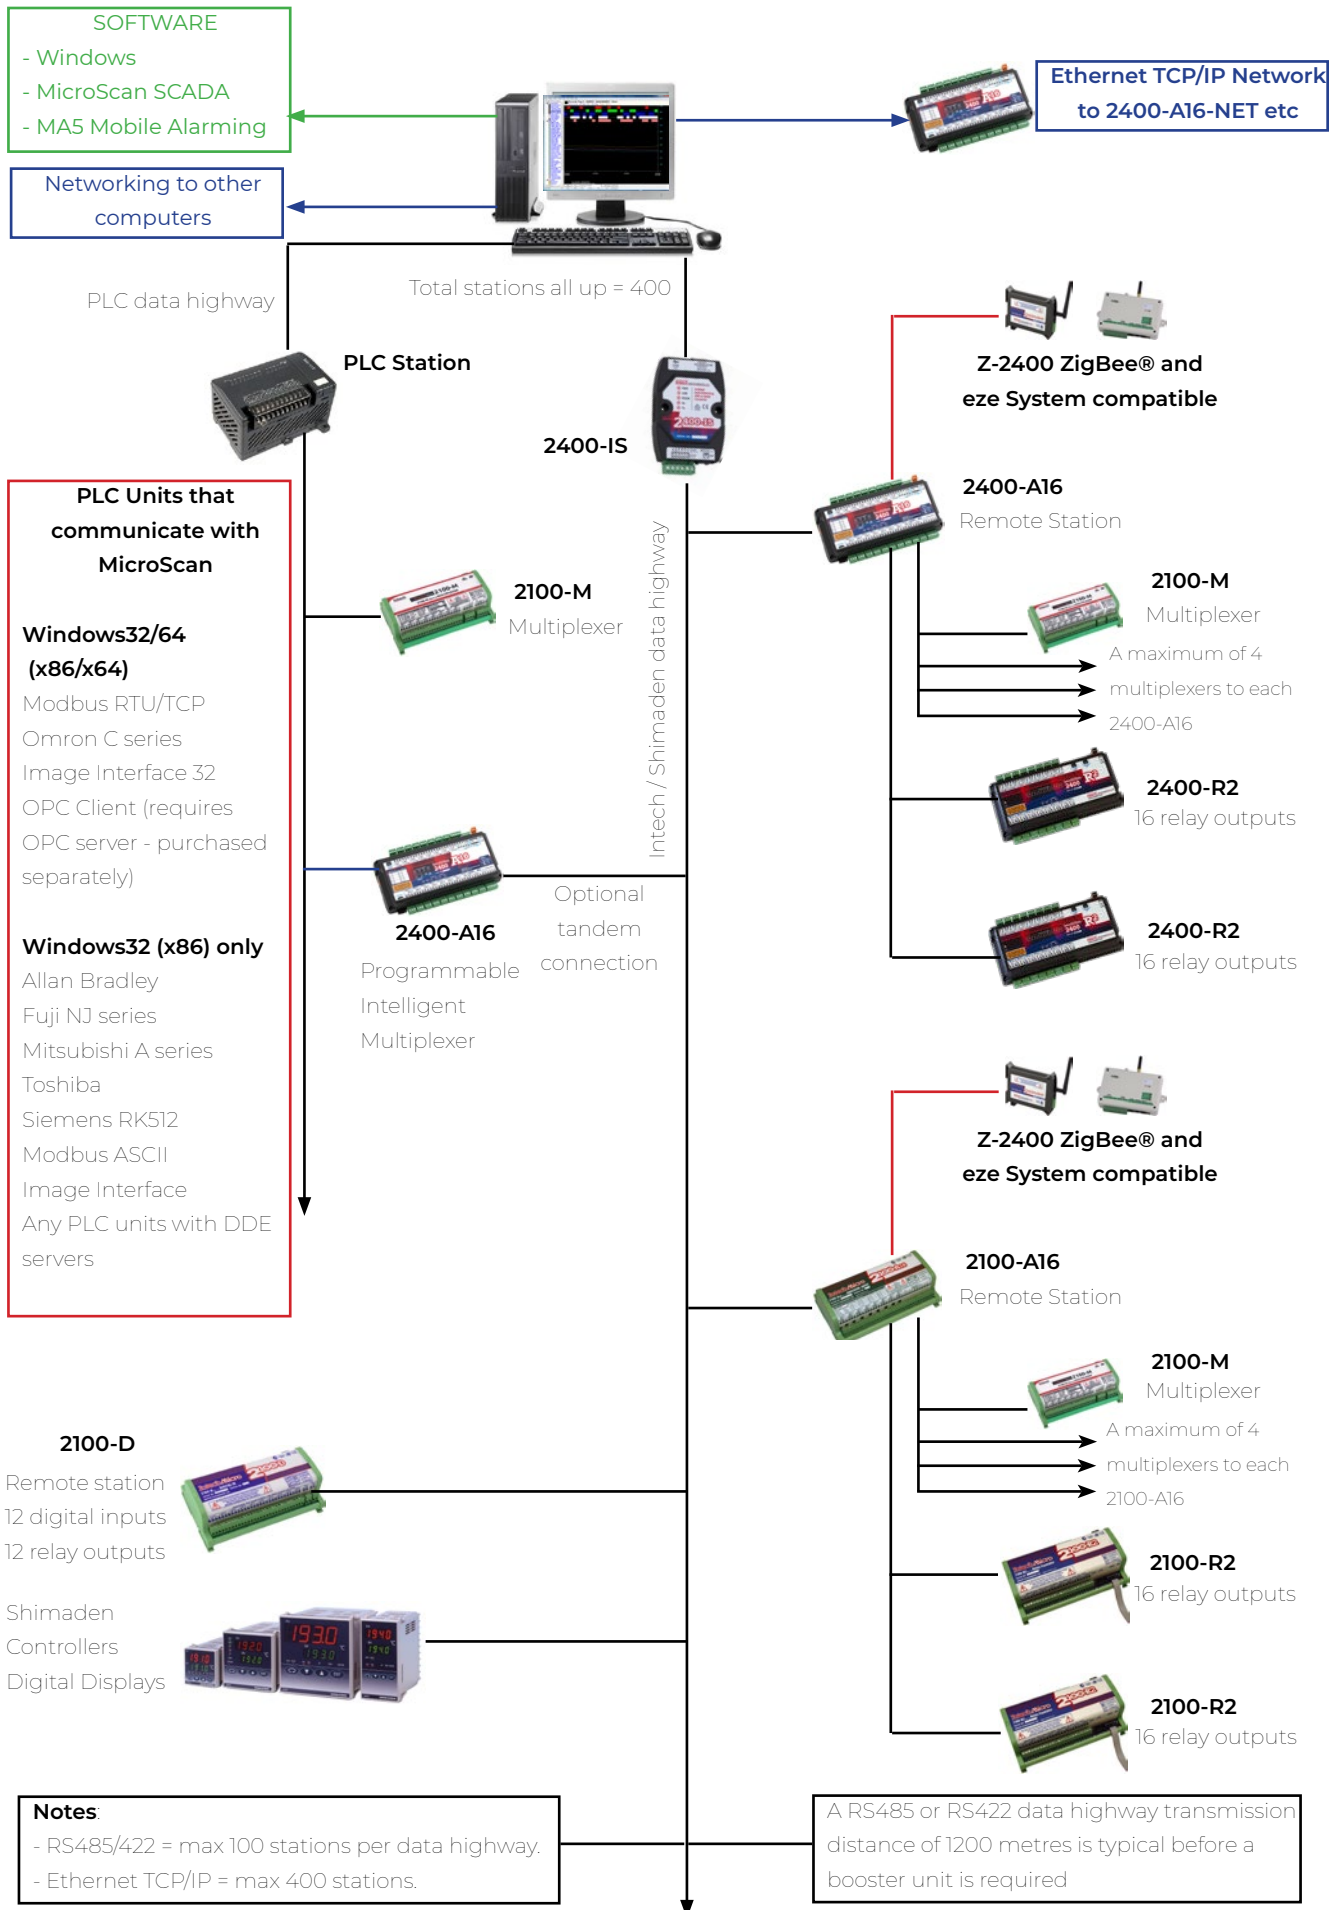 SOFTWARE
- Windows
- MicroScan SCADA
- MA5 Mobile Alarming
Ethernet TCP/IP Network
to 2400-A16-NET etc
Networking to other
computers
PLC data highway
Total stations all up = 400
PLC Station
2400-IS
Z-2400 ZigBee® and
eze System compatible
2400-A16
Remote Station
PLC Units that
communicate with
MicroScan
Windows32/64
(x86/x64)
Modbus RTU/TCP
Omron C series
Image Interface 32
OPC Client (requires
OPC server - purchased
separately)
Windows32 (x86) only
Allan Bradley
Fuji NJ series
Mitsubishi A series
Toshiba
Siemens RK512
Modbus ASCII
Image Interface
Any PLC units with DDE
servers
2100-M
Multiplexer
Intech / Shimaden data highway
2100-M
Multiplexer
A maximum of 4
multiplexers to each
2400-A16
2400-R2
16 relay outputs
2400-A16
Programmable
Intelligent
Multiplexer
Optional
tandem
connection
2400-R2
16 relay outputs
Z-2400 ZigBee® and
eze System compatible
2100-A16
Remote Station
2100-M
Multiplexer
A maximum of 4
multiplexers to each
2100-A16
2100-D
Remote station
12 digital inputs
12 relay outputs
2100-R2
16 relay outputs
Shimaden
Controllers
Digital Displays
2100-R2
16 relay outputs
Notes:
- RS485/422 = max 100 stations per data highway.
- Ethernet TCP/IP = max 400 stations.
A RS485 or RS422 data highway transmission
distance of 1200 metres is typical before a
booster unit is required